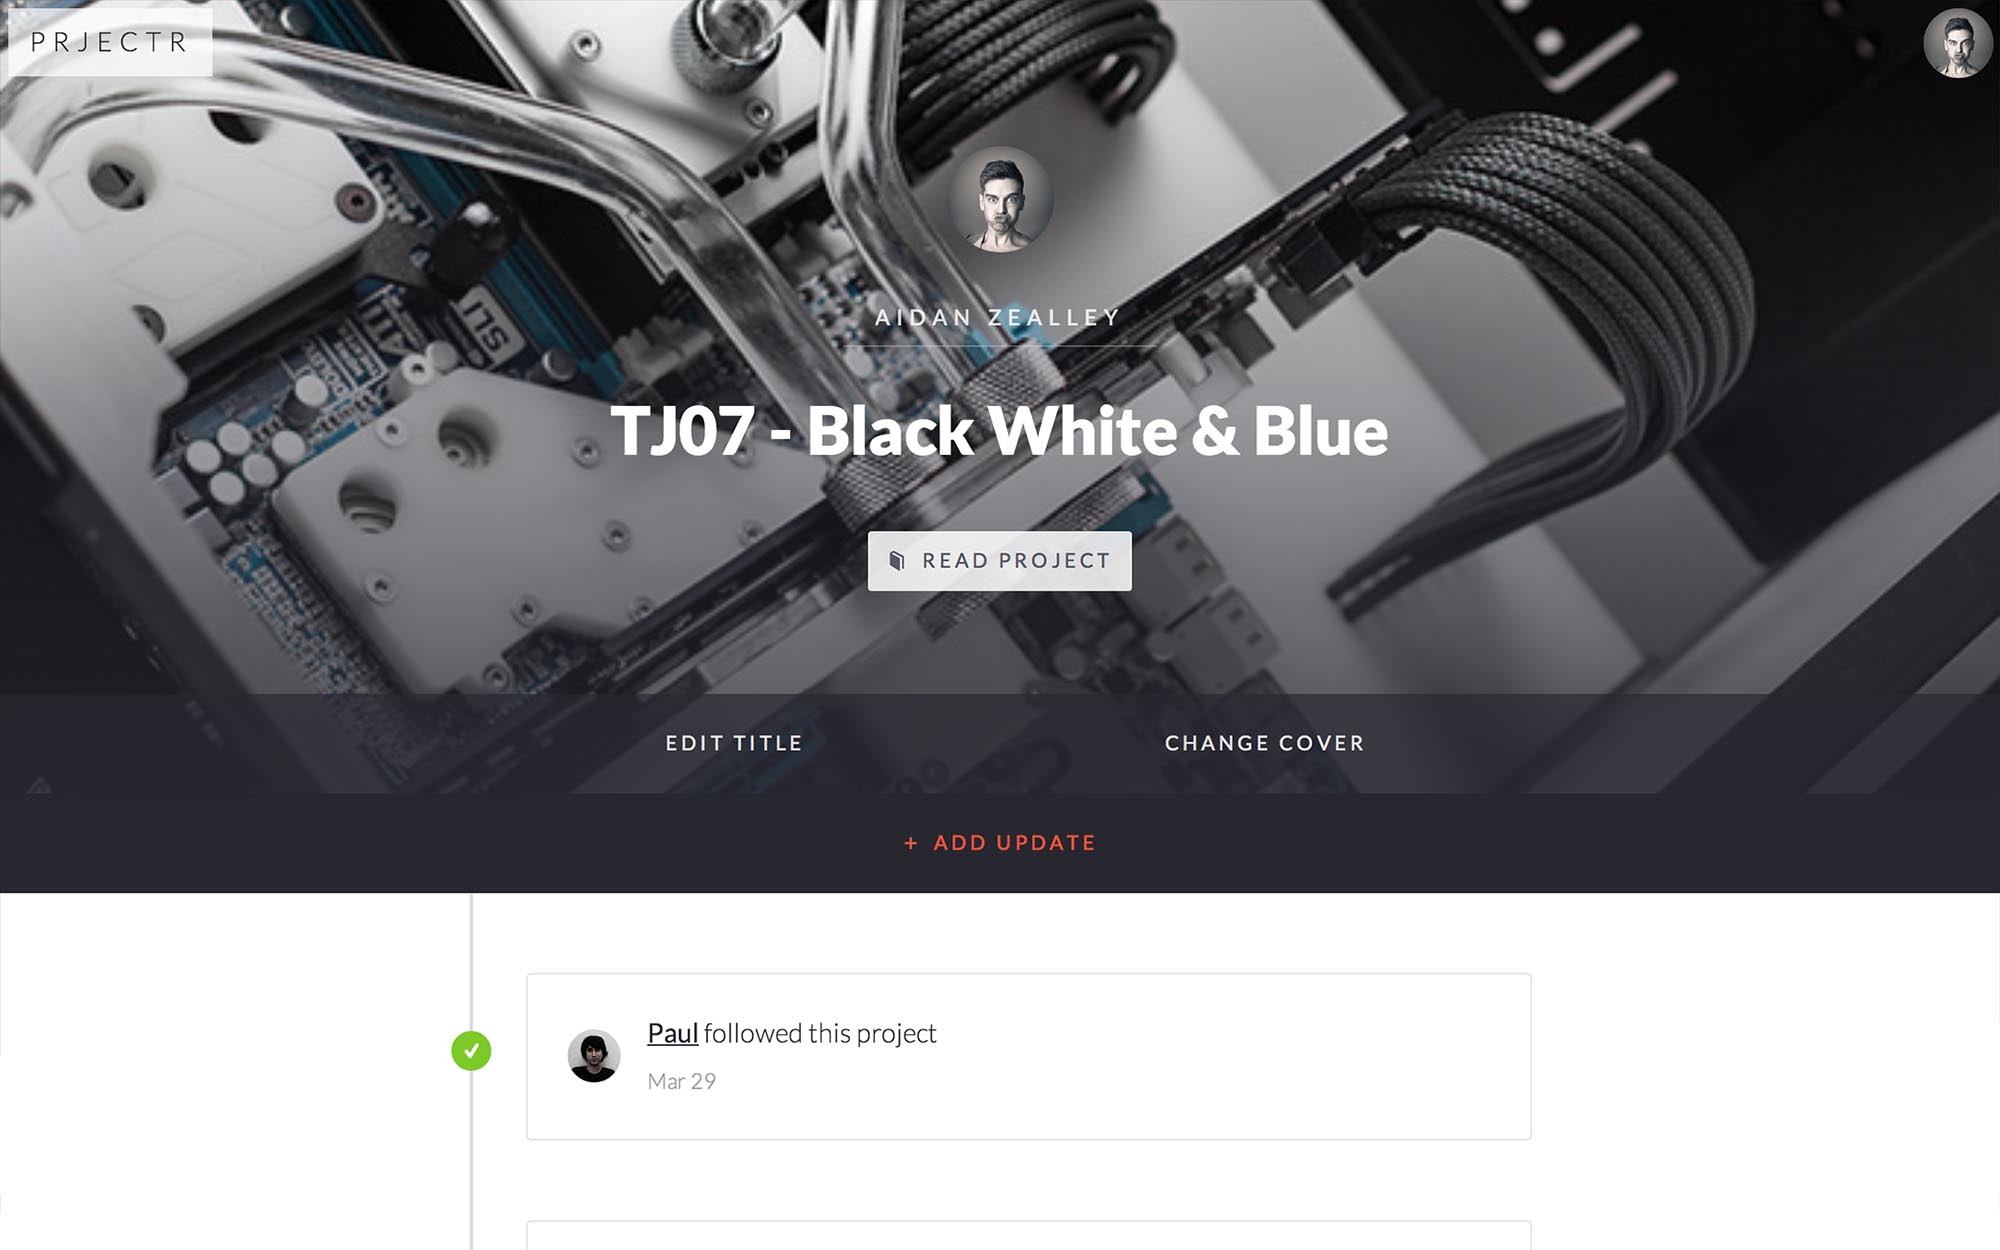 PRJECTR
SLI
AIDAN ZEALLEY
TJ07 - Black White & Blue
READ PROJECT
EDIT TITLE
CHANGE COVER
+ ADD UPDATE
Paul followed this project
Mar 29